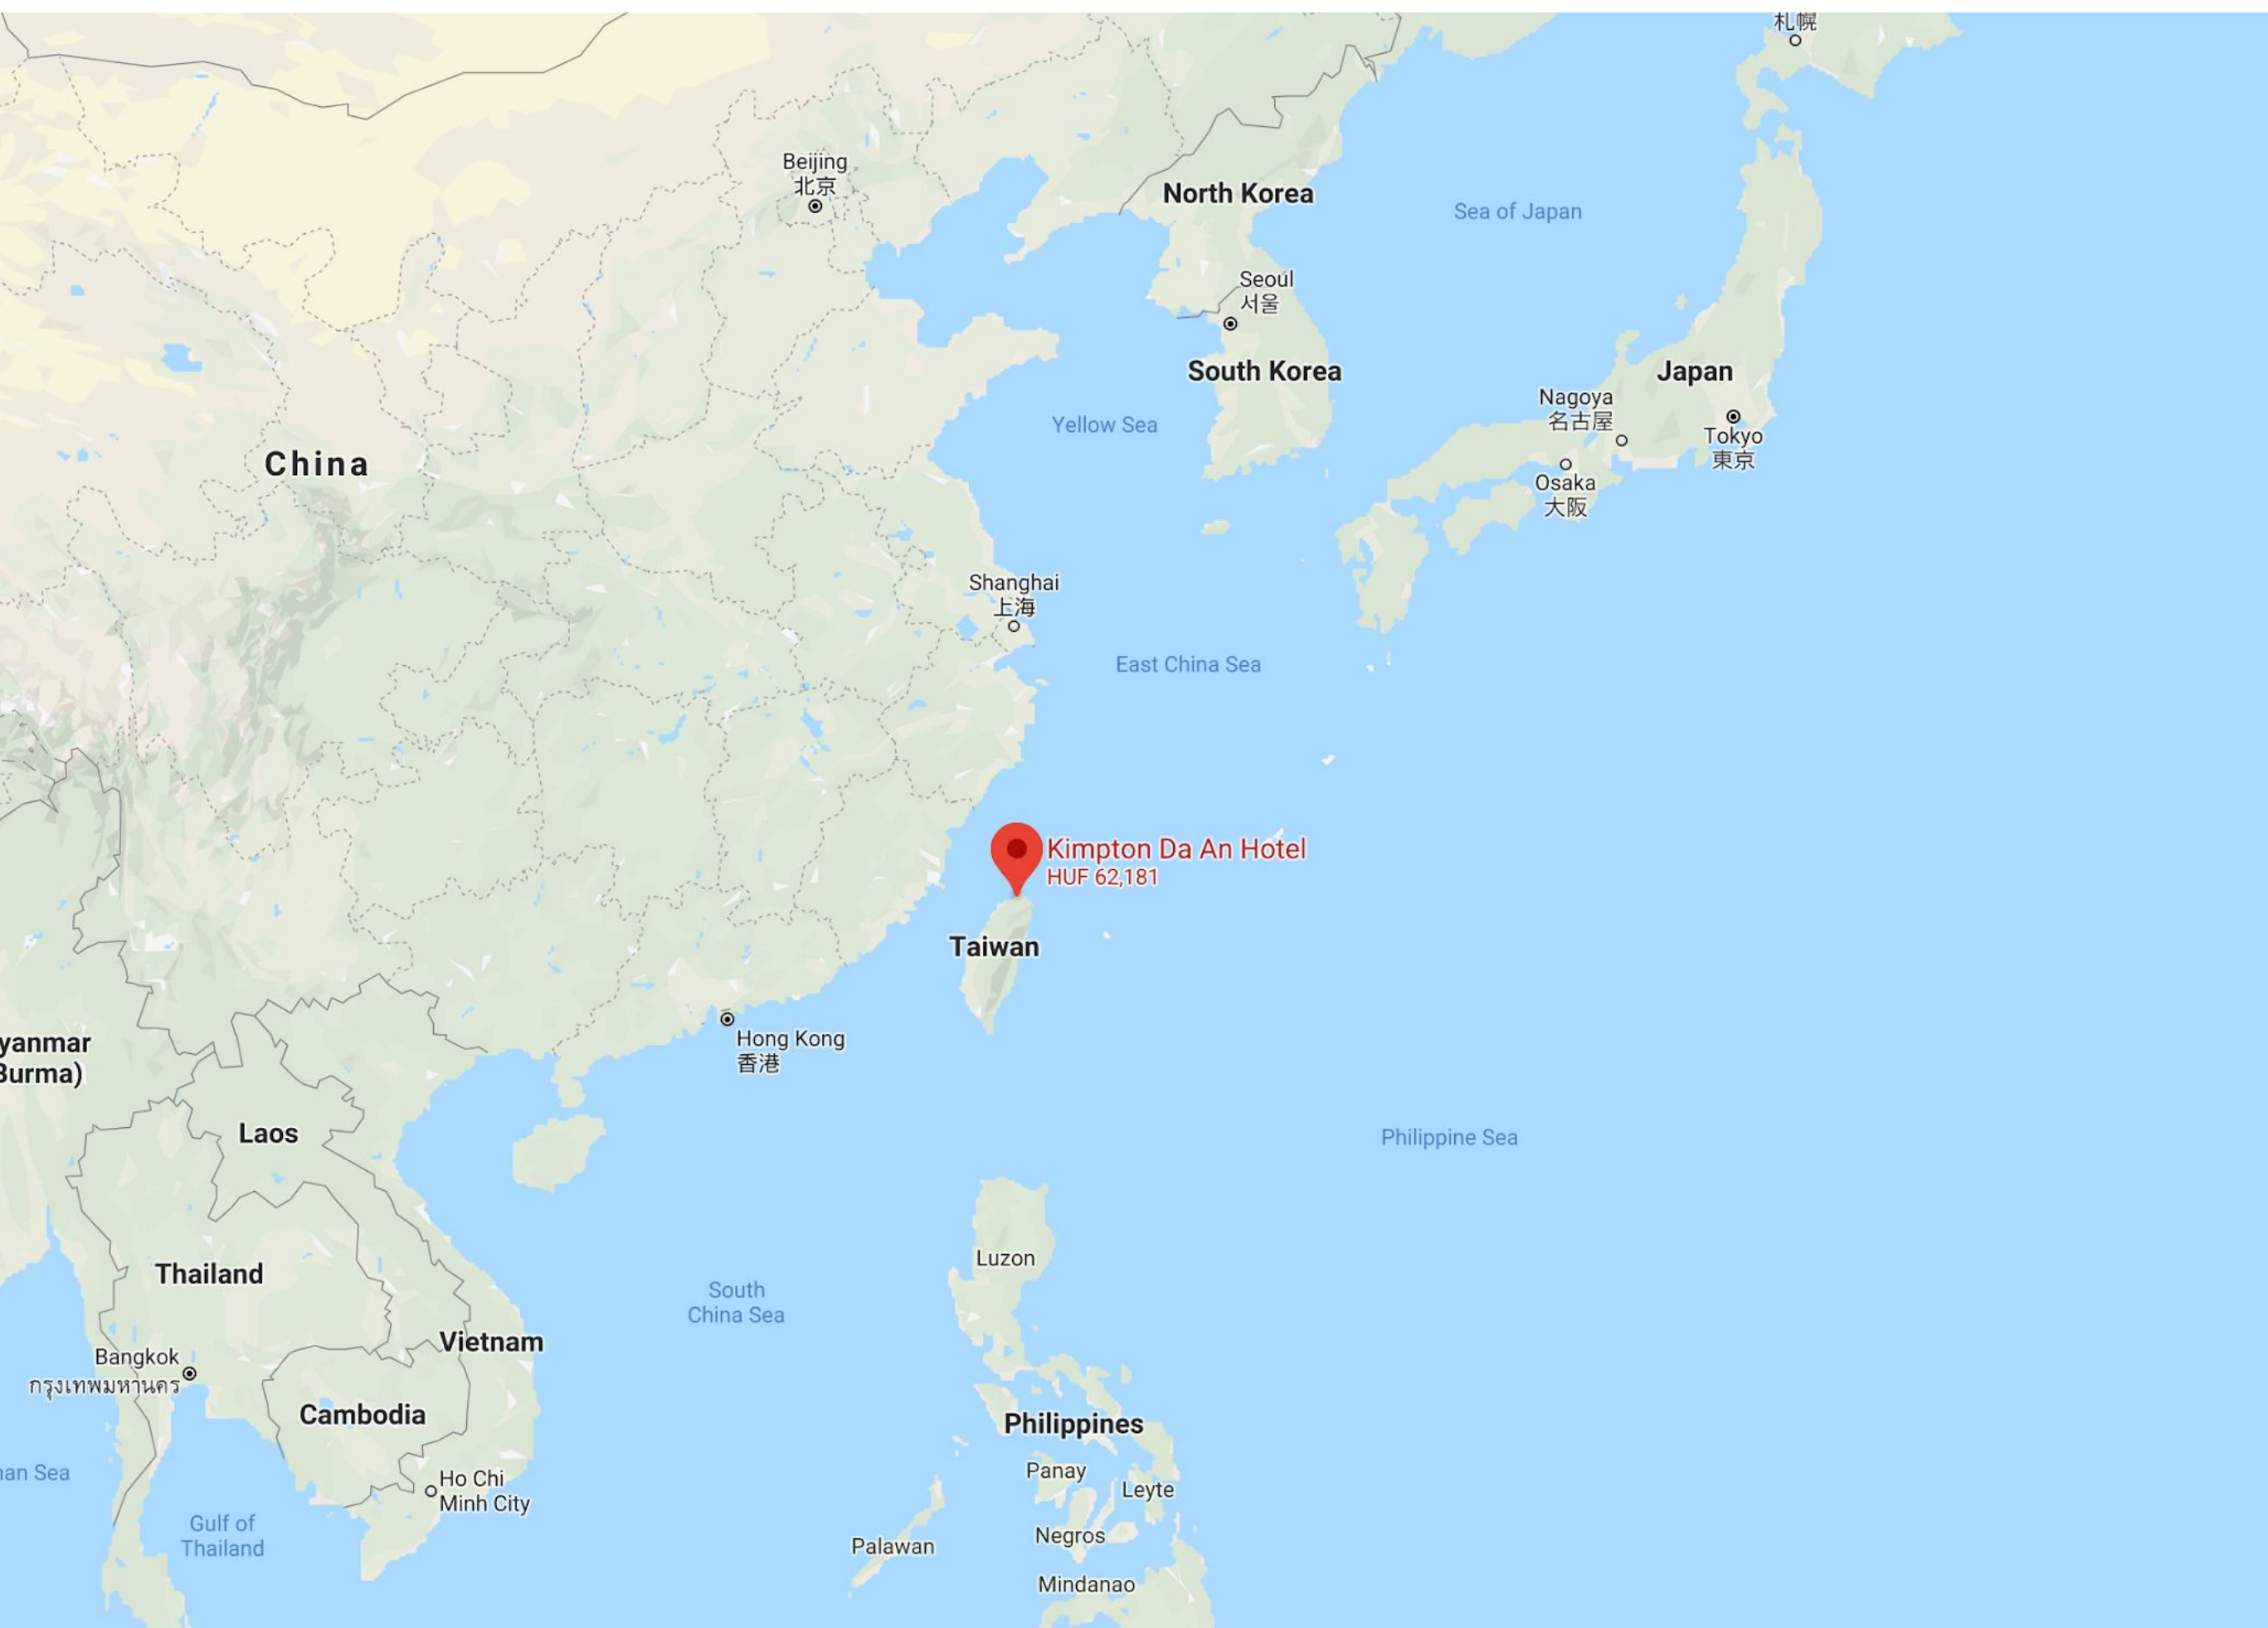 札幌
Beijing
北京
North Korea
Sea of Japan
Seoul
서울
South Korea
Japan
Nagoya
名古屋
Tokyo
東京
Yellow Sea
China
Osaka
大阪
Shanghai
上海
East China Sea
Kimpton Da An Hotel
HUF 62,181
Taiwan
Hong Kong
香港
yanmar
Burma)
Laos
Philippine Sea
Luzon
Thailand
South
China Sea
Vietnam
Bangkok
กรุงเทพมหานคร
Cambodia
Philippines
an Sea
Panay
Ho Chi
Minh City
Leyte
Gulf of
Thailand
Negros
Palawan
Mindanao